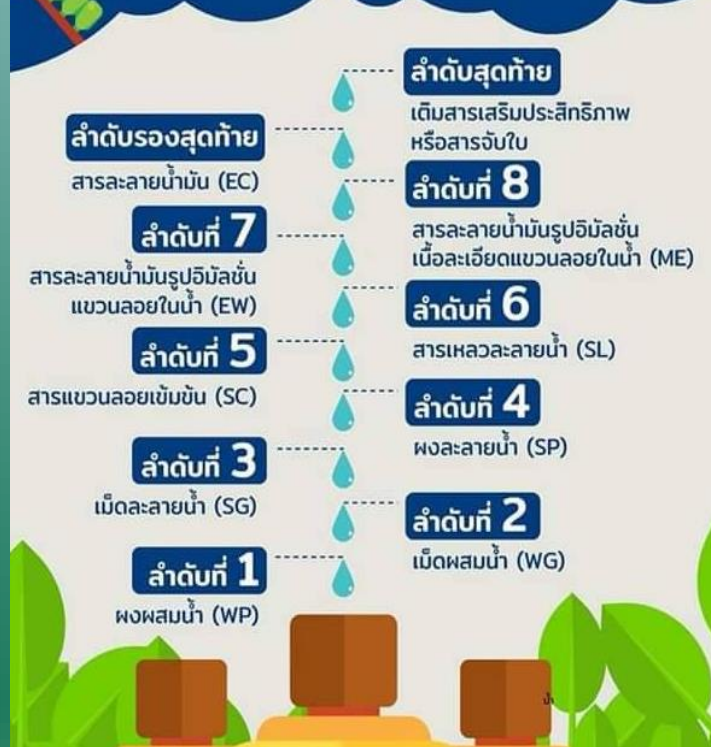 ลำดับสุดท้าย
เติมสารเสริมประสิทธิภาพ
หรือสารจับใบ
ลำดับรองสุดท้าย
สารละลายน้ำมัน (EC)
ลำดับที่ 8
สารละลายน้ำมันรูปอิมัลชั่น
เนื้อละเอียดแขวนลอยในน้ำ (ME)
ลำดับที่ 7
สารละลายน้ำมันรูปอิมัลชั่น
แขวนลอยในน้ำ (EW)
ลำดับที่ 6
สารเหลวละลายน้ำ (SL)
ลำดับที่ 5
สารแขวนลอยเข้มข้น (SC)
ลำดับที่ 4
ผงละลายน้ำ (SP)
ลำดับที่ 3
เม็ดละลายน้ำ (SG)
ลำดับที่ 2
เม็ดผสมน้ำ (WG)
ลำดับที่ 1
ผงผสมน้ำ (WP)
น้ำ